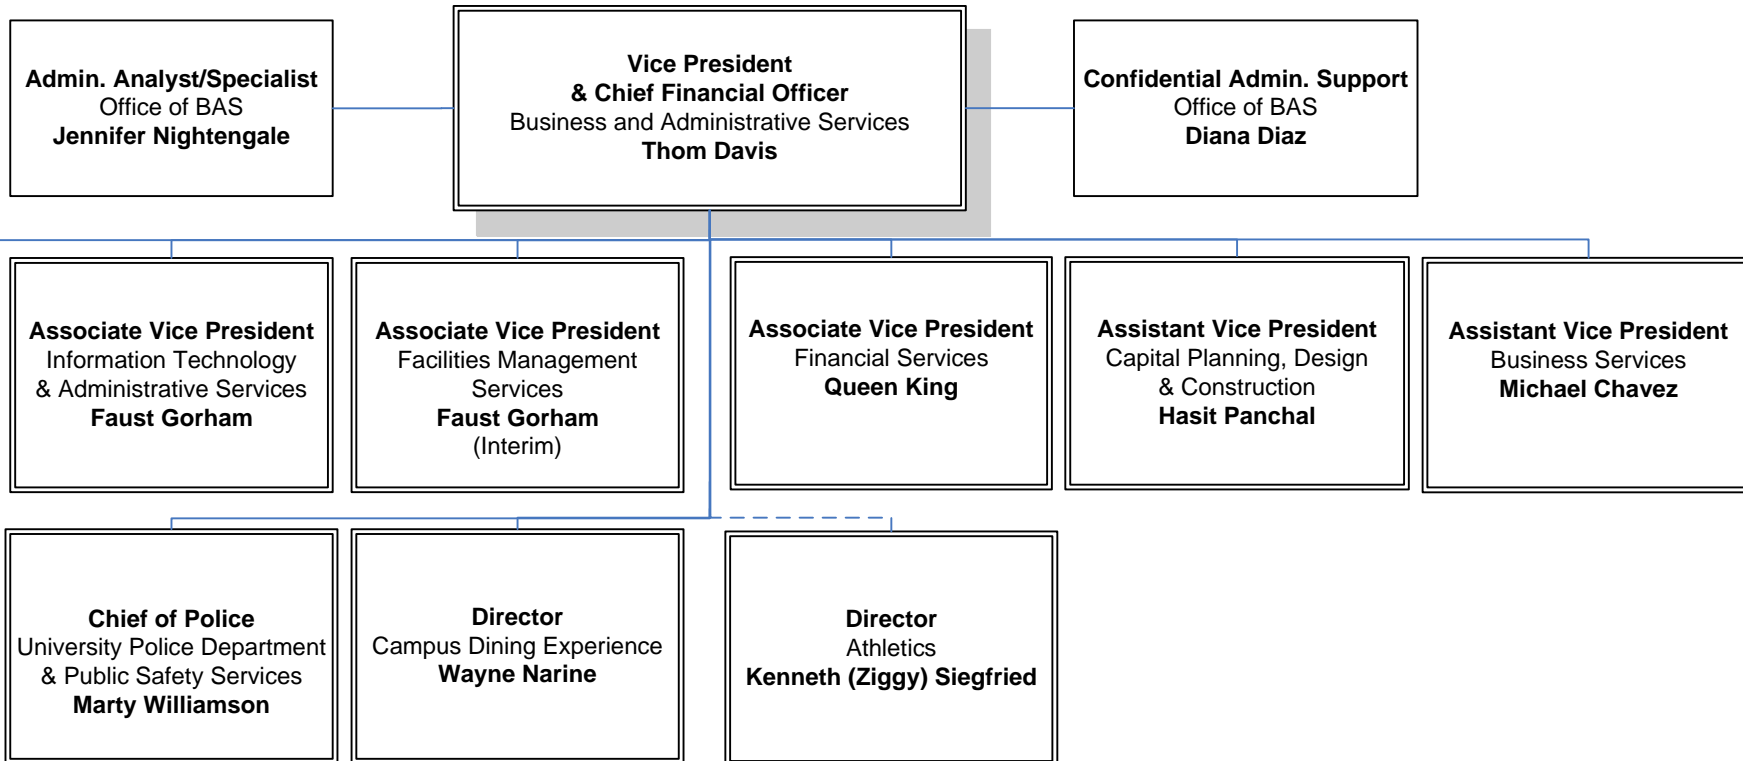 Admin. Analyst/Specialist
Office of BAS
Jennifer Nightengale
Vice President
& Chief Financial Officer
Business and Administrative Services
Thom Davis
Confidential Admin. Support
Office of BAS
Diana Diaz
Associate Vice President
Information Technology
& Administrative Services
Faust Gorham
Associate Vice President
Facilities Management
Services
Faust Gorham
(Interim)
Associate Vice President
Financial Services
Queen King
Assistant Vice President
Capital Planning, Design
& Construction
Hasit Panchal
Assistant Vice President
Business Services
Michael Chavez
Chief of Police
University Police Department
& Public Safety Services
Marty Williamson
Director
Campus Dining Experience
Wayne Narine
Director
Athletics
Kenneth (Ziggy) Siegfried